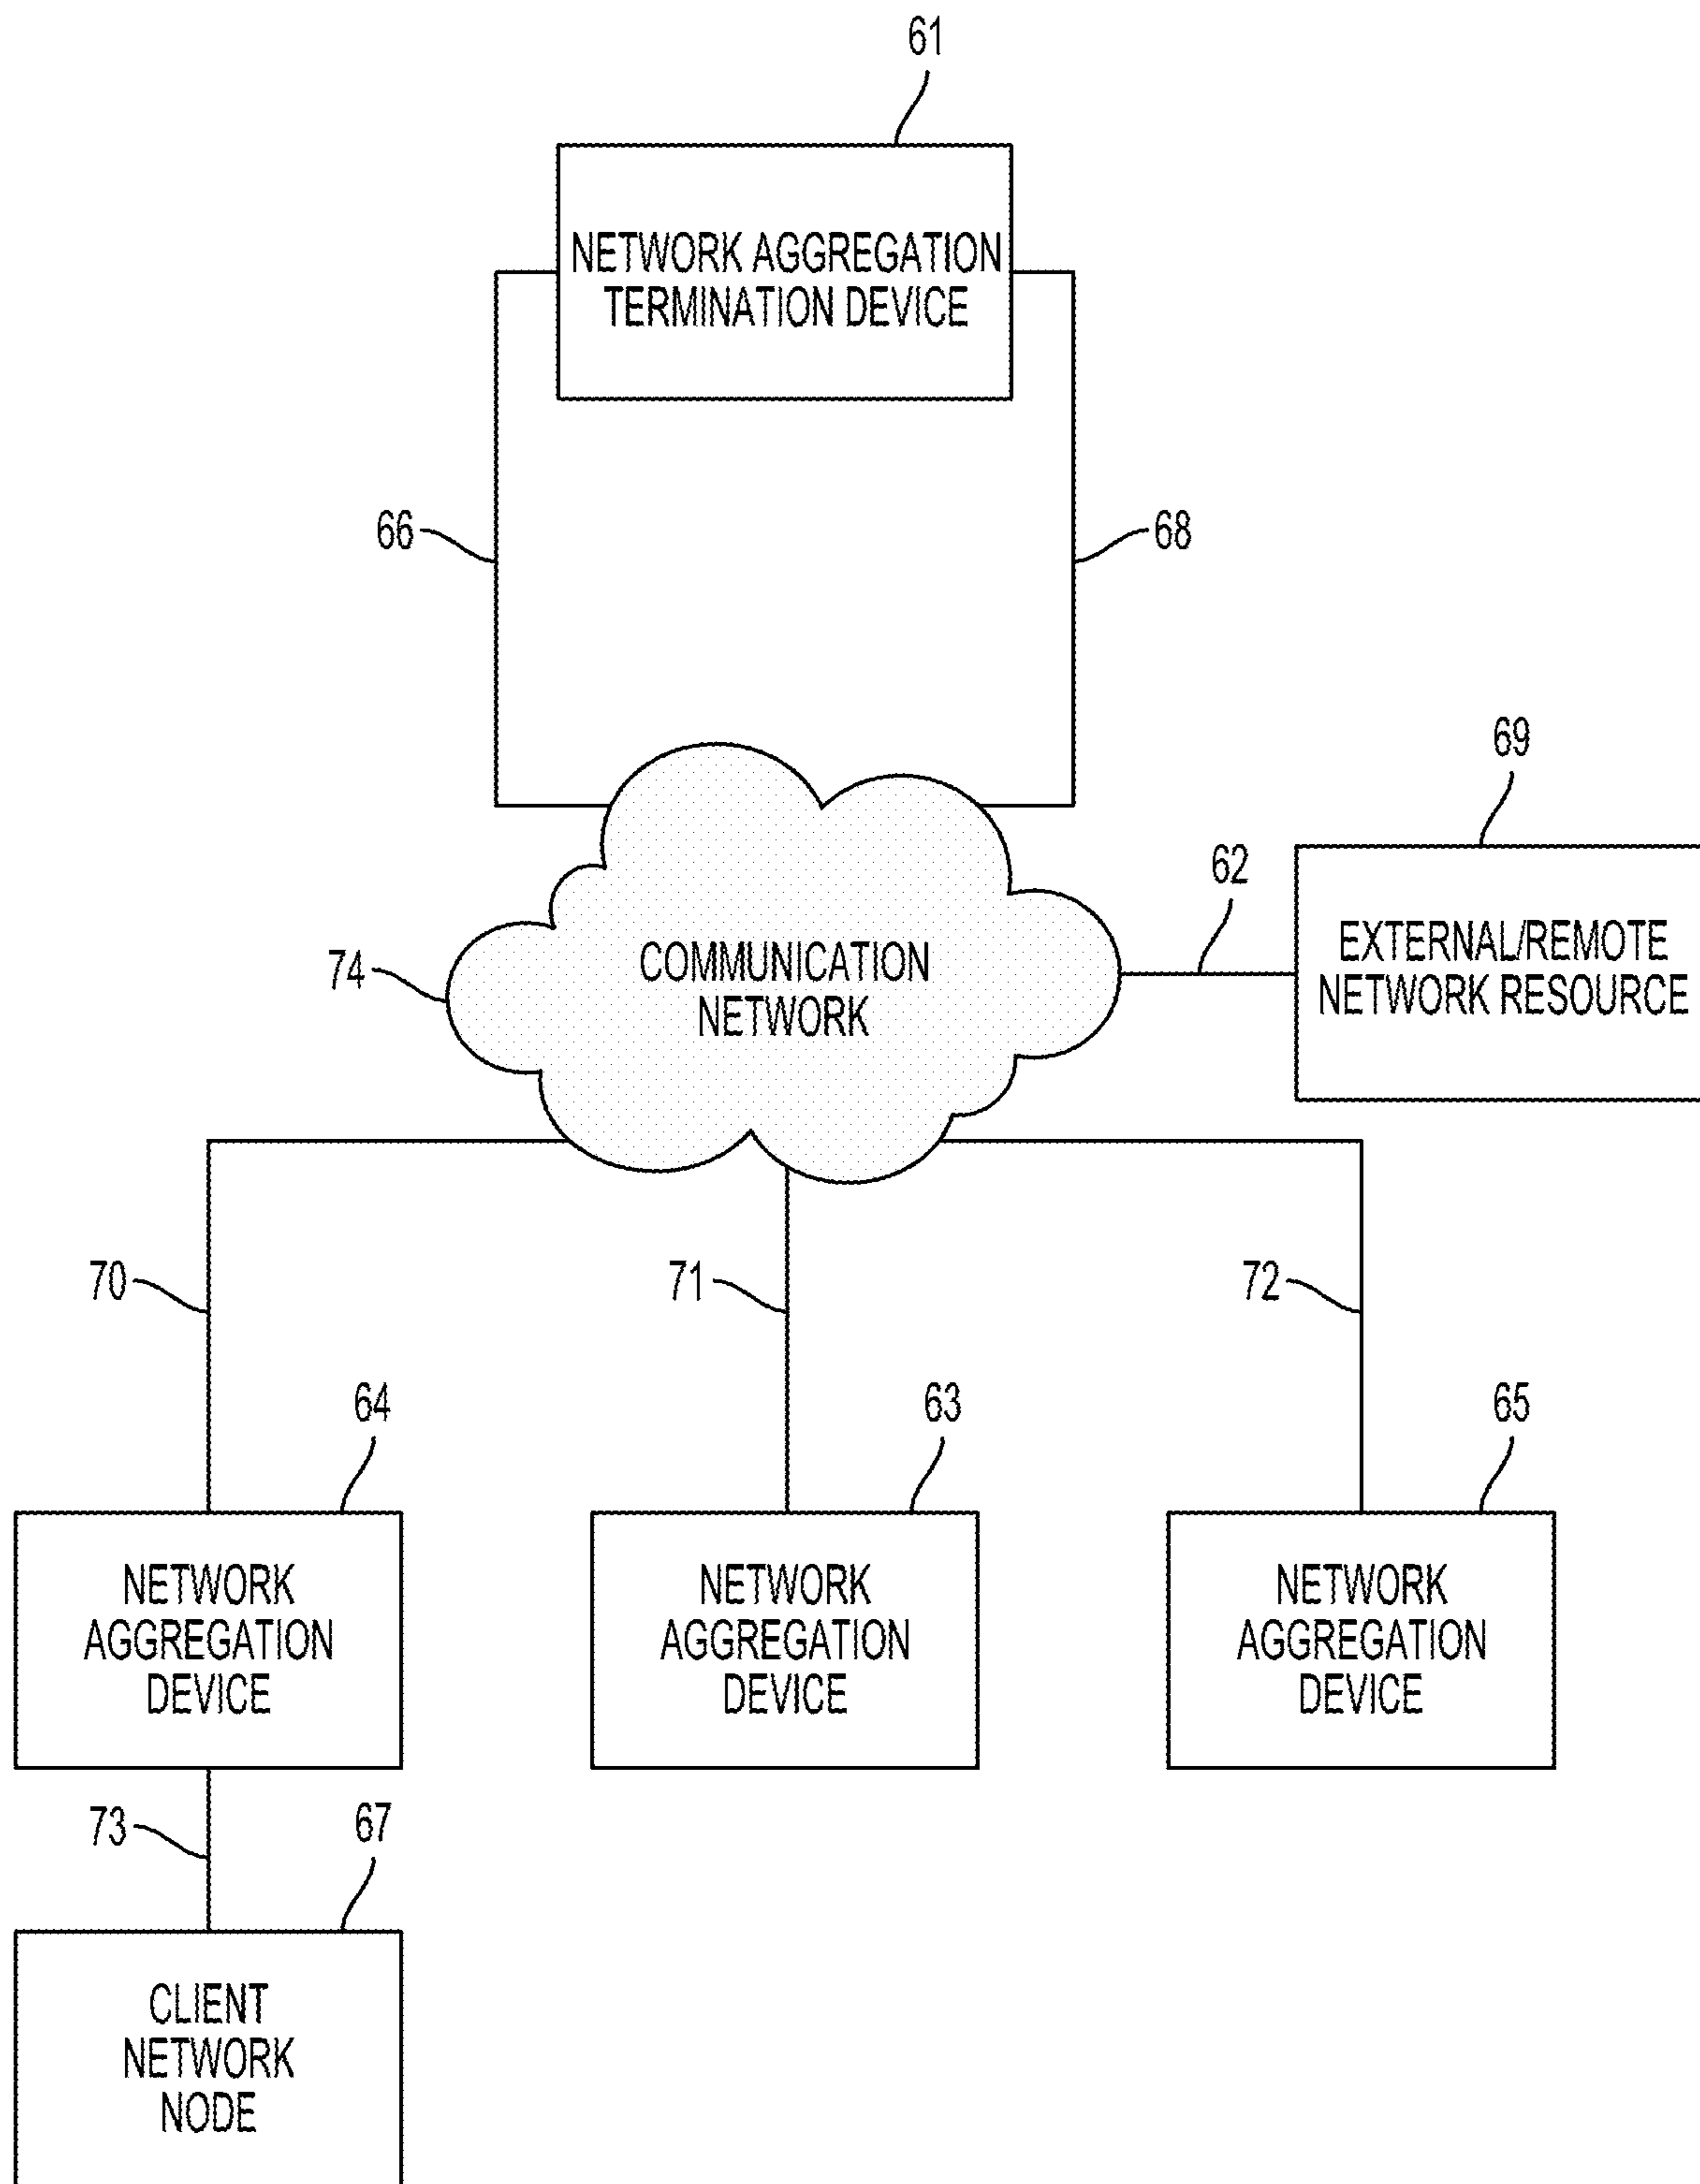 61
NETWORK AGGREGATION
TERMINATION DEVICE
66
68
69
62
EXTERNAL/REMOTE
NETWORK RESOURCE
74
COMMUNICATION
NETWORK
70
71
72
64
63
65
NETWORK
AGGREGATION
DEVICE
NETWORK
AGGREGATION
DEVICE
NETWORK
AGGREGATION
DEVICE
73
67
CLIENT
NETWORK
NODE